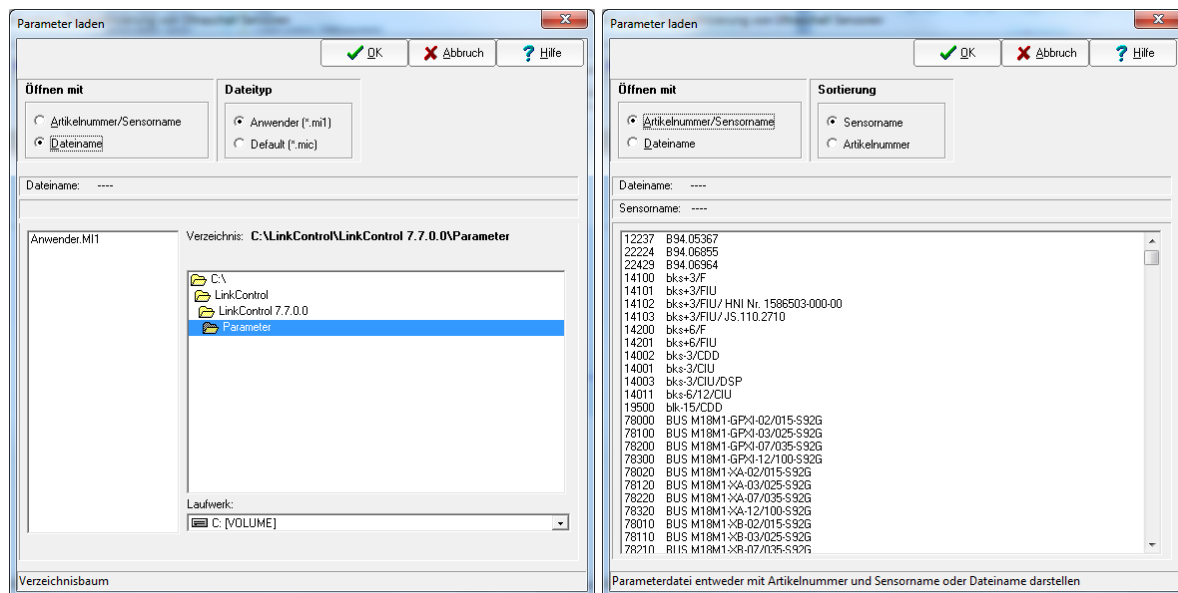 Parameter laden
OK
Abbruch
Hilfe
Öffnen mit
Artikelnummer/Sensorname
Dateiname
Dateityp
Anwender (*.mi1)
Default (*.mic)
Dateiname: ----
Anwender.MI1
Verzeichnis: C:\LinkControl\LinkControl 7.7.0.0\Parameter
C:\
LinkControl
LinkControl 7.7.0.0
Parameter
Laufwerk:
C: [VOLUME]
Verzeichnisbaum
Parameter laden
OK
Abbruch
Hilfe
Öffnen mit
Artikelnummer/Sensorname
Dateiname
Sortierung
Sensorname
Artikelnummer
Dateiname: ----
Sensorname: ----
12237 B94.05367
22224 B94.06855
22429 B94.06964
14100 bks+3/F
14101 bks+3/FIU
14102 bks+3/FIU/ HNI Nr. 1586503-000-00
14103 bks+3/FIU/ JS.110.2710
14200 bks+6/F
14201 bks+6/FIU
14002 bks-3/CDD
14001 bks-3/CIU
14003 bks-3/CIU/DSP
14011 bks-6/12/CIU
19500 blk-15/CDD
78000 BUS M18M1-GPXI-02/015-S92G
78100 BUS M18M1-GPXI-03/025-S92G
78200 BUS M18M1-GPXI-07/035-S92G
78300 BUS M18M1-GPXI-12/100-S92G
78020 BUS M18M1-XA-02/015-S92G
78120 BUS M18M1-XA-03/025-S92G
78220 BUS M18M1-XA-07/035-S92G
78320 BUS M18M1-XA-12/100-S92G
78010 BUS M18M1-XB-02/015-S92G
78110 BUS M18M1-XB-03/025-S92G
78210 BUS M18M1-XB-07/035-S92G
Parameterdatei entweder mit Artikelnummer und Sensorname oder Dateiname darstellen